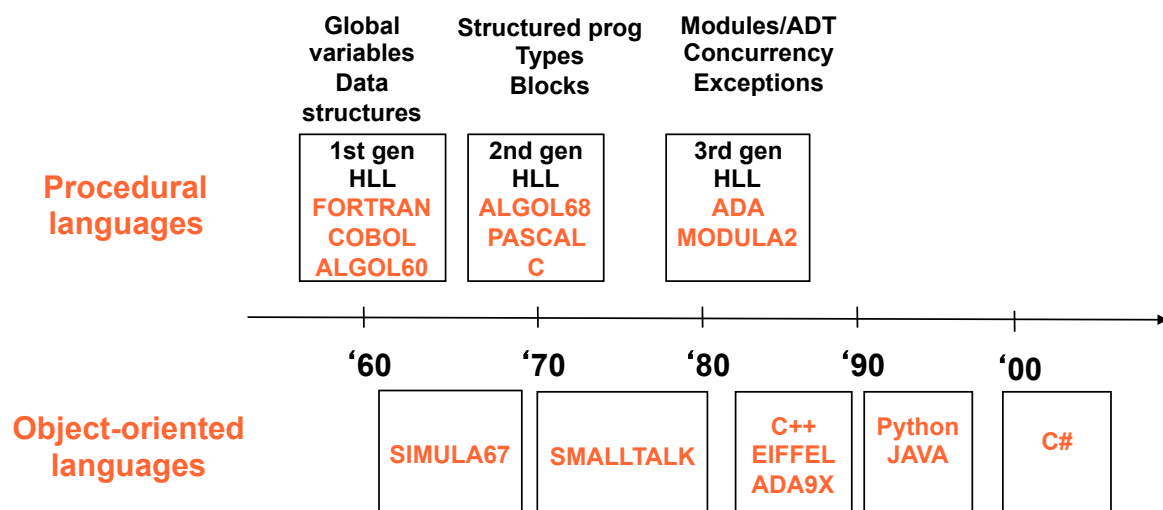 Global
variables
Data
structures
Structured prog
Types
Blocks
Modules/ADT
Concurrency
Exceptions
Procedural
languages
1st gen
HLL
FORTRAN
COBOL
ALGOL60
2nd gen
HLL
ALGOL68
PASCAL
C
3rd gen
HLL
ADA
MODULA2
‘60
‘70
‘80
‘90
‘00
Object-oriented
languages
SIMULA67
SMALLTALK
C++
EIFFEL
ADA9X
Python
JAVA
C#